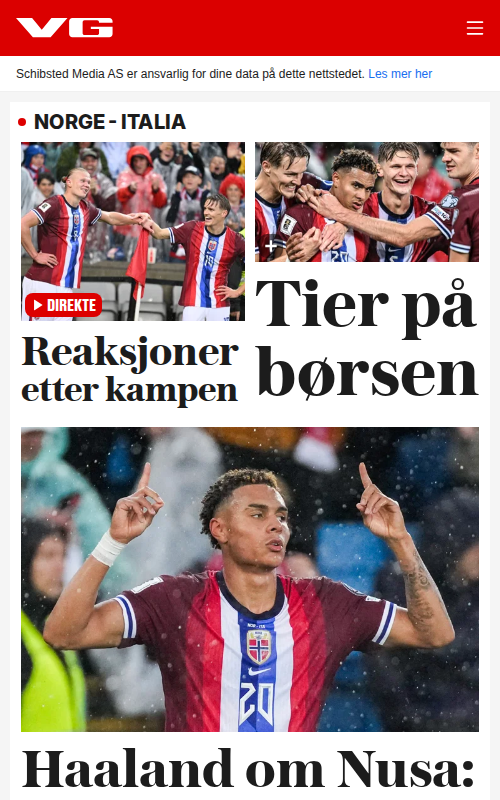 VG
Schibsted Media AS er ansvarlig for dine data på dette nettstedet. Les mer her
NORGE - ITALIA
DIREKTE
Reaksjoner
etter kampen
+
Tier på
børsen
20
Haaland om Nusa: